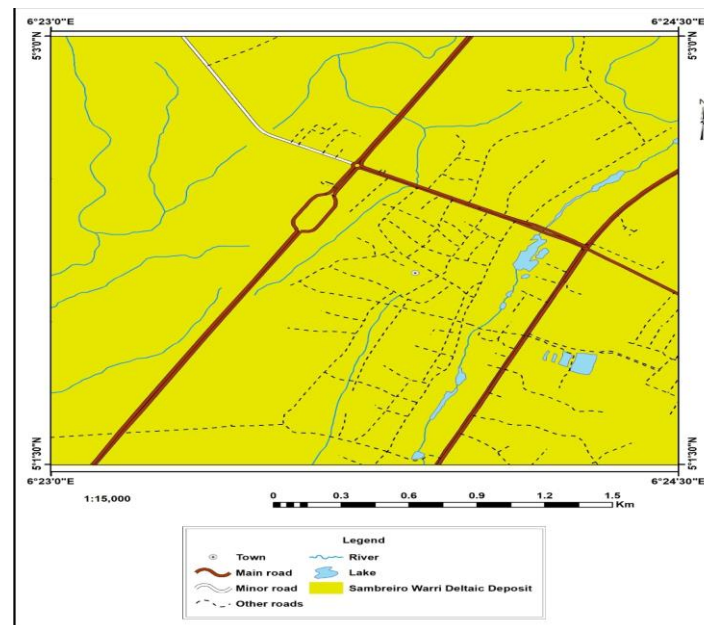 6°23'0"E 6°24'30"E
5°3'0"N 5°3'0"N
5°1'30"N 5°1'30"N
6°23'0"E 6°24'30"E
1:15,000
0 0.3 0.6 0.9 1.2 1.5
Km
Legend
Town River
Main road Lake
Minor road Sambreiro Warri Deltaic Deposit
Other roads